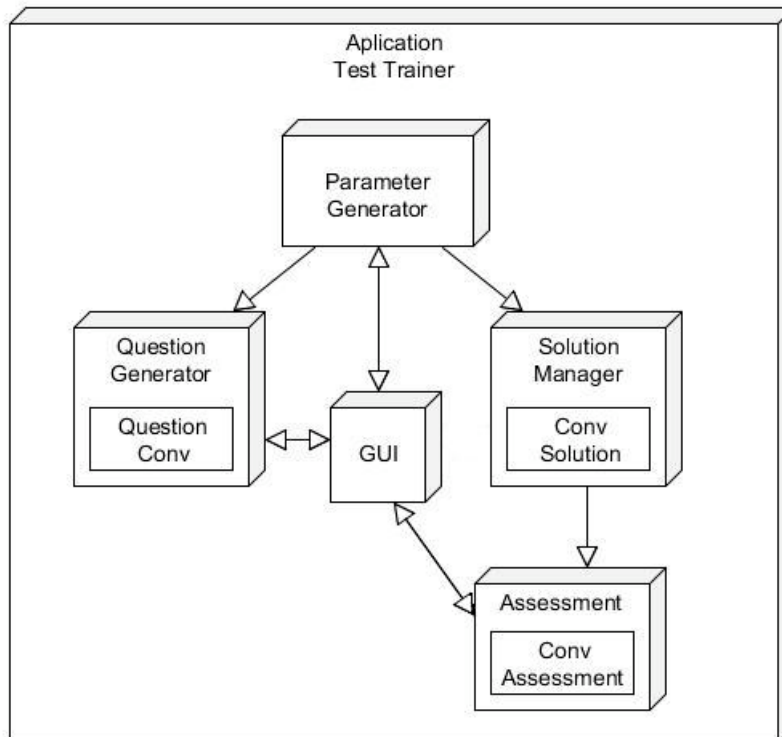 Aplication
Test Trainer
Parameter
Generator
Question
Generator
Question
Conv
GUI
Solution
Manager
Conv
Solution
Assessment
Conv
Assessment